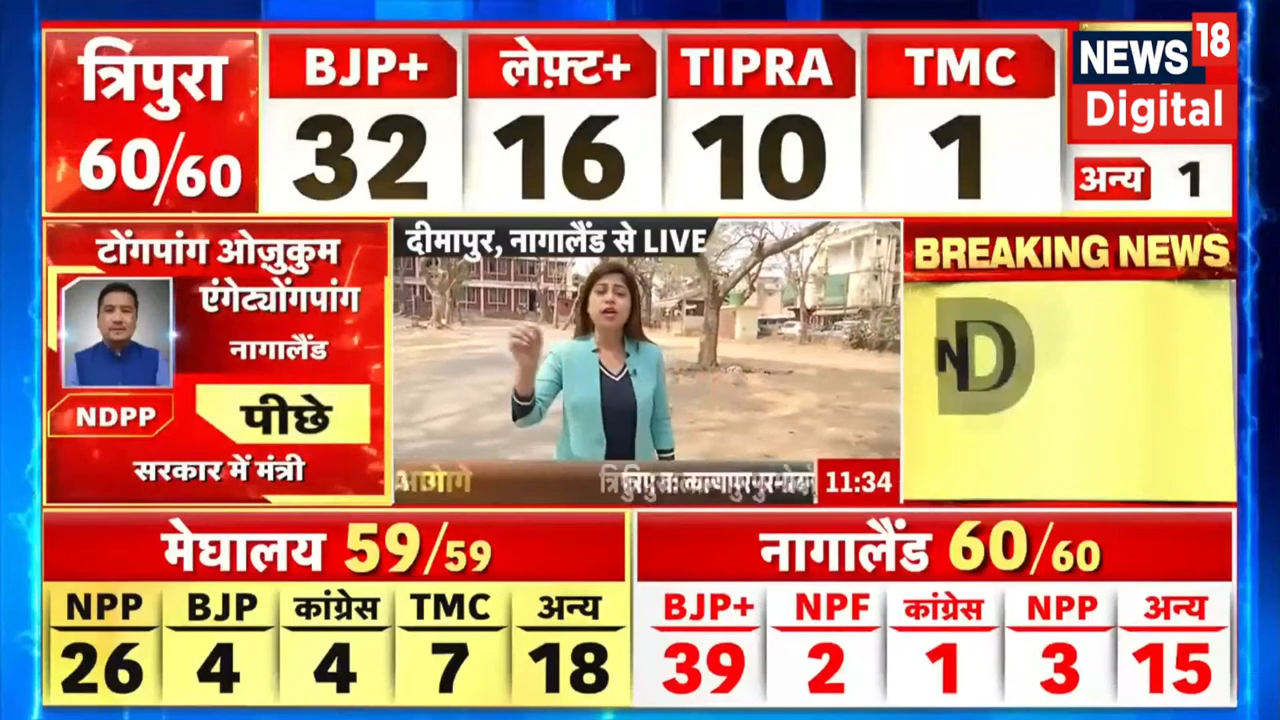 त्रिपुरा
60/60
BJP+ लेफ़्ट+ TIPRA TMC
32 16 10 1
NEWS 18
Digital
अन्य 1
टोंगपांग ओज़ुकुम
एंगेट्योंगपांग
नागालैंड
NDPP
पीछे
सरकार में मंत्री
दीमापुर, नागालैंड से LIVE
11:34
BREAKING NEWS
ND
मेघालय 59/59
NPP BJP कांग्रेस TMC अन्य
26 4 4 7 18
नागालैंड 60/60
BJP+ NPF कांग्रेस NPP अन्य
39 2 1 3 15